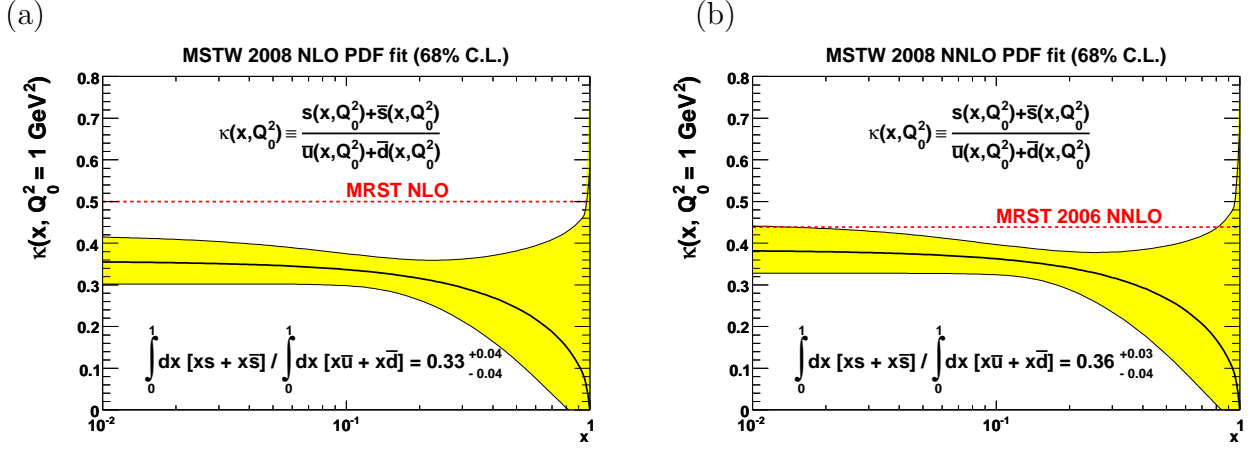 (a)
MSTW 2008 NLO PDF fit (68% C.L.)
κ(x, Q₀² = 1 GeV²)
0.8
0.7
0.6
0.5
0.4
0.3
0.2
0.1
0
κ(x,Q₀²) ≡ s(x,Q₀²)+s̅(x,Q₀²) / u̅(x,Q₀²)+d̅(x,Q₀²)
MRST NLO
∫₀¹ dx [xs + xs̅] / ∫₀¹ dx [xu̅ + xd̅] = 0.33 +0.04 - 0.04
10⁻² 10⁻¹ 1
x
(b)
MSTW 2008 NNLO PDF fit (68% C.L.)
κ(x, Q₀² = 1 GeV²)
0.8
0.7
0.6
0.5
0.4
0.3
0.2
0.1
0
κ(x,Q₀²) ≡ s(x,Q₀²)+s̅(x,Q₀²) / u̅(x,Q₀²)+d̅(x,Q₀²)
MRST 2006 NNLO
∫₀¹ dx [xs + xs̅] / ∫₀¹ dx [xu̅ + xd̅] = 0.36 +0.03 - 0.04
10⁻² 10⁻¹ 1
x